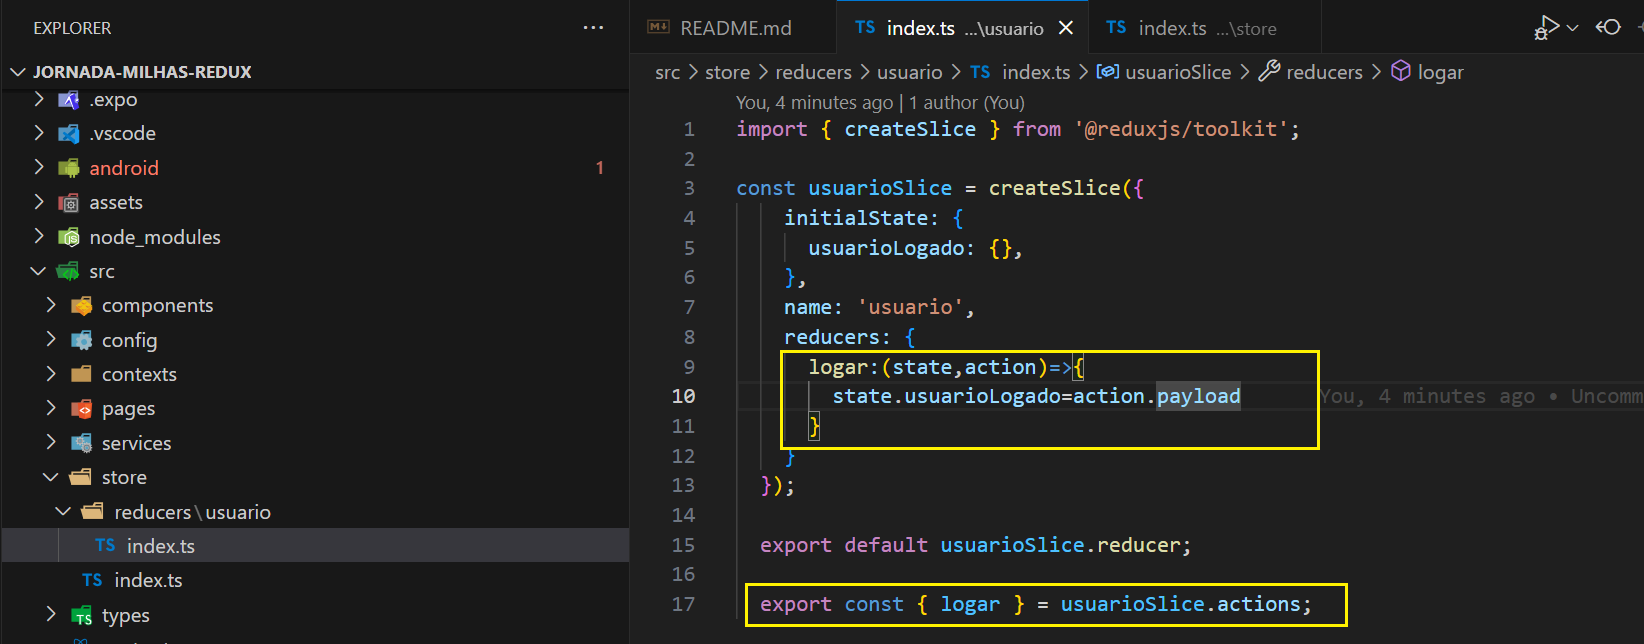 EXPLORER
···
JORNADA-MILHAS-REDUX
.expo
.vscode
android 1
assets
node_modules
src
components
config
contexts
pages
services
store
reducers\usuario
TS index.ts
TS index.ts
types
README.md
TS index.ts ...\usuario
TS index.ts ...\store
src > store > reducers > usuario > TS index.ts > usuarioSlice > reducers > logar
You, 4 minutes ago | 1 author (You)
1 import { createSlice } from '@reduxjs/toolkit';
2
3 const usuarioSlice = createSlice({
4 initialState: {
5 usuarioLogado: {},
6 },
7 name: 'usuario',
8 reducers: {
9 logar:(state,action)=>{
10 state.usuarioLogado=action.payload You, 4 minutes ago • Uncomm
11 }
12 }
13 });
14
15 export default usuarioSlice.reducer;
16
17 export const { logar } = usuarioSlice.actions;